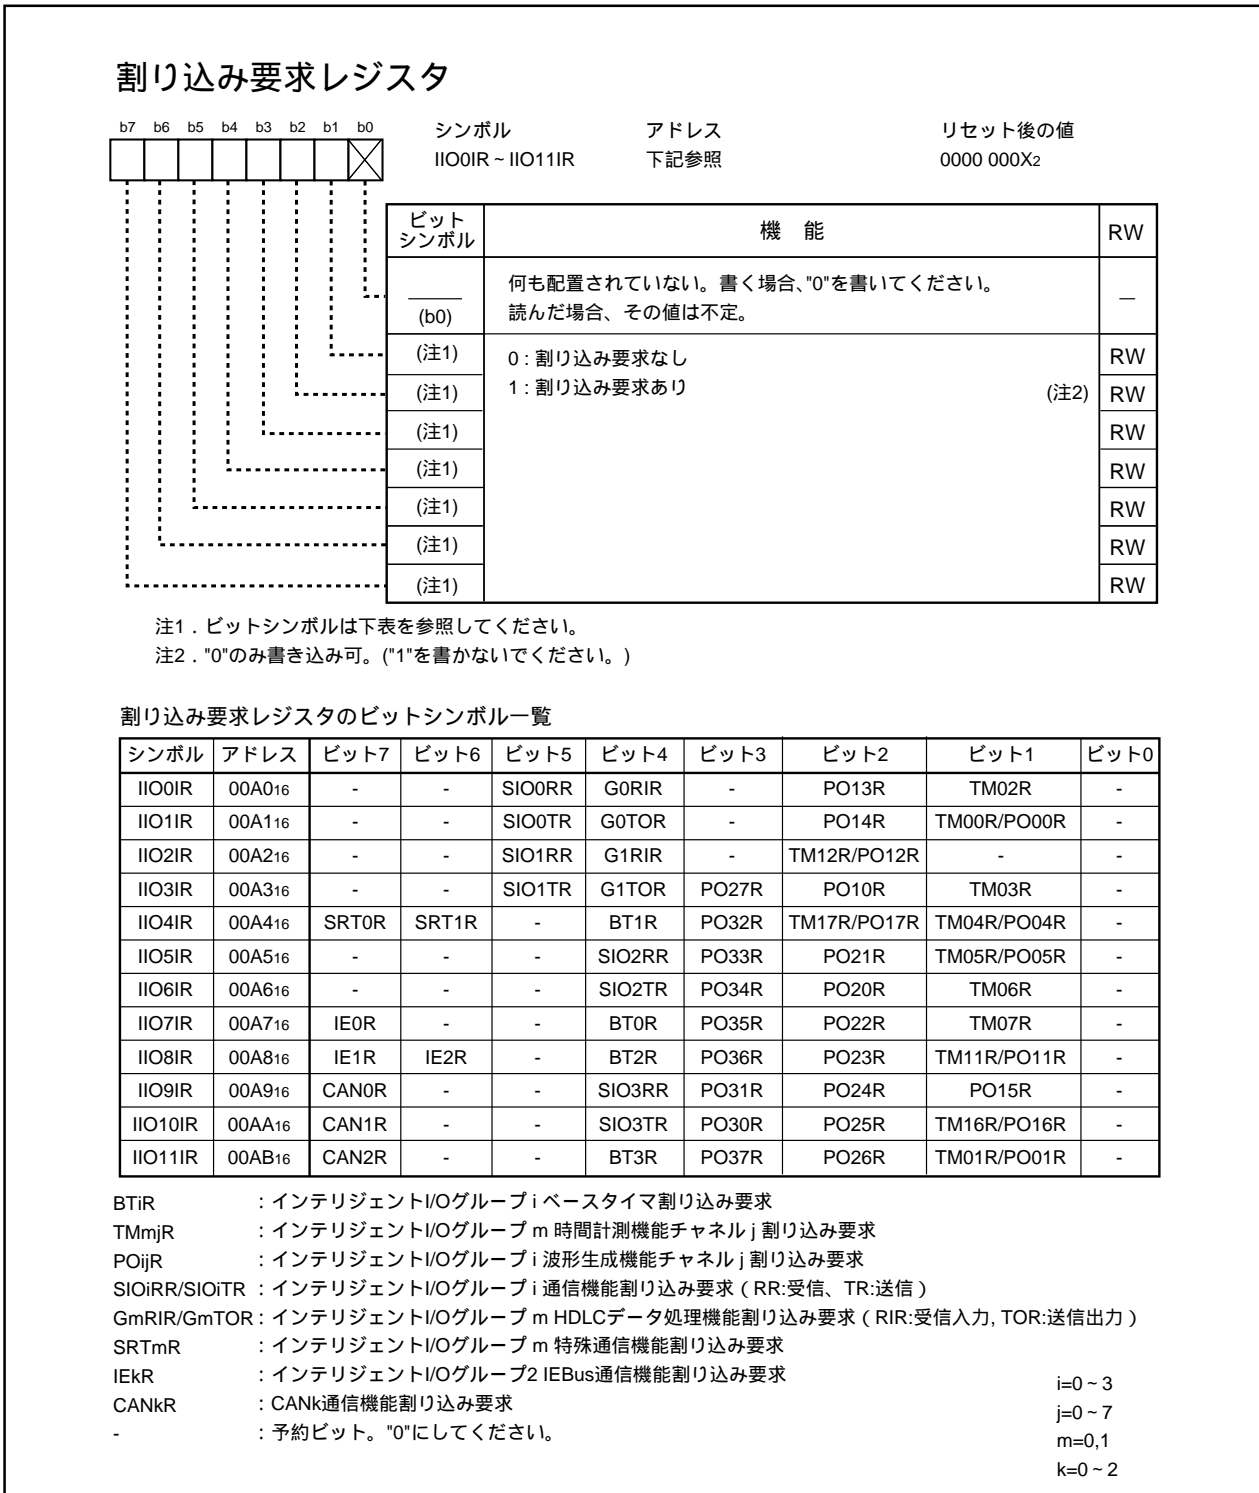 割り込み要求レジスタ
b7 b6 b5 b4 b3 b2 b1 b0
シンボル アドレス リセット後の値
IIO0IR ~ IIO11IR 下記参照 0000 000X2
ビット
シンボル 機 能 RW
何も配置されていない。書く場合、"0"を書いてください。
(b0) 読んだ場合、その値は不定。 —
(注1) 0 : 割り込み要求なし RW
(注1) 1 : 割り込み要求あり (注2) RW
(注1) RW
(注1) RW
(注1) RW
(注1) RW
(注1) RW
注1．ビットシンボルは下表を参照してください。
注2．"0"のみ書き込み可。("1"を書かないでください。)
割り込み要求レジスタのビットシンボル一覧
シンボル アドレス ビット7 ビット6 ビット5 ビット4 ビット3 ビット2 ビット1 ビット0
IIO0IR 00A016 - - SIO0RR G0RIR - PO13R TM02R -
IIO1IR 00A116 - - SIO0TR G0TOR - PO14R TM00R/PO00R -
IIO2IR 00A216 - - SIO1RR G1RIR - TM12R/PO12R - -
IIO3IR 00A316 - - SIO1TR G1TOR PO27R PO10R TM03R -
IIO4IR 00A416 SRT0R SRT1R - BT1R PO32R TM17R/PO17R TM04R/PO04R -
IIO5IR 00A516 - - - SIO2RR PO33R PO21R TM05R/PO05R -
IIO6IR 00A616 - - - SIO2TR PO34R PO20R TM06R -
IIO7IR 00A716 IE0R - - BT0R PO35R PO22R TM07R -
IIO8IR 00A816 IE1R IE2R - BT2R PO36R PO23R TM11R/PO11R -
IIO9IR 00A916 CAN0R - - SIO3RR PO31R PO24R PO15R -
IIO10IR 00AA16 CAN1R - - SIO3TR PO30R PO25R TM16R/PO16R -
IIO11IR 00AB16 CAN2R - - BT3R PO37R PO26R TM01R/PO01R -
BTiR : インテリジェントI/Oグループ i ベースタイマ割り込み要求
TMmjR : インテリジェントI/Oグループ m 時間計測機能チャネル j 割り込み要求
POijR : インテリジェントI/Oグループ i 波形生成機能チャネル j 割り込み要求
SIOiRR/SIOiTR : インテリジェントI/Oグループ i 通信機能割り込み要求 ( RR:受信、TR:送信 )
GmRIR/GmTOR : インテリジェントI/Oグループ m HDLCデータ処理機能割り込み要求 ( RIR:受信入力, TOR:送信出力 )
SRTmR : インテリジェントI/Oグループ m 特殊通信機能割り込み要求
IEkR : インテリジェントI/Oグループ2 IEBus通信機能割り込み要求
CANkR : CANk通信機能割り込み要求
- : 予約ビット。"0"にしてください。
i=0 ~ 3
j=0 ~ 7
m=0,1
k=0 ~ 2